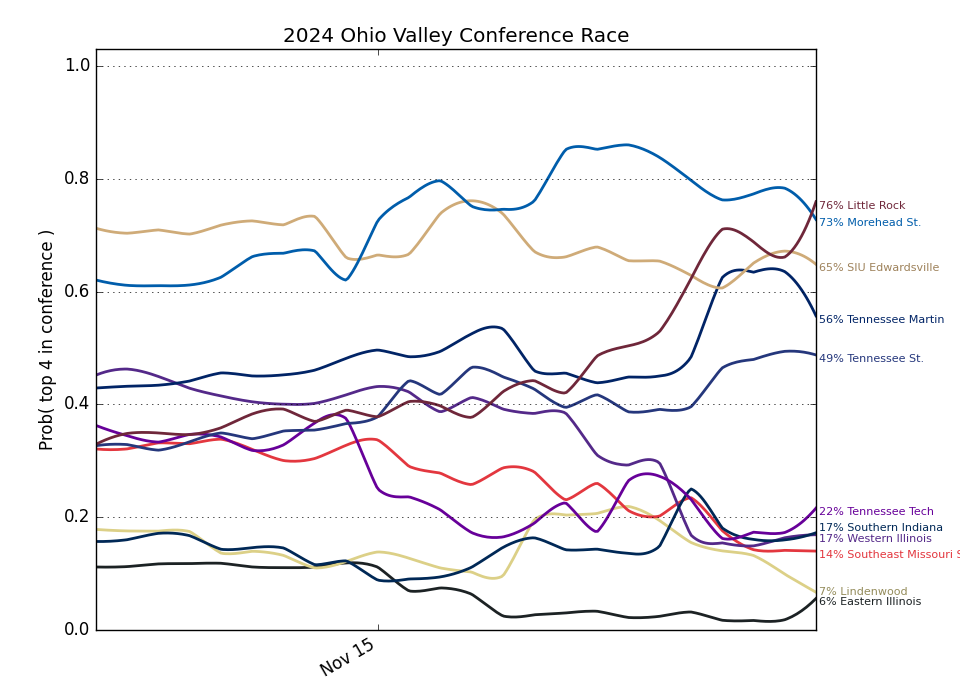 2024 Ohio Valley Conference Race
Prob( top 4 in conference )
1.0
0.8
0.6
0.4
0.2
0.0
Nov 15
76% Little Rock
73% Morehead St.
65% SIU Edwardsville
56% Tennessee Martin
49% Tennessee St.
22% Tennessee Tech
17% Southern Indiana
17% Western Illinois
14% Southeast Missouri S
7% Lindenwood
6% Eastern Illinois